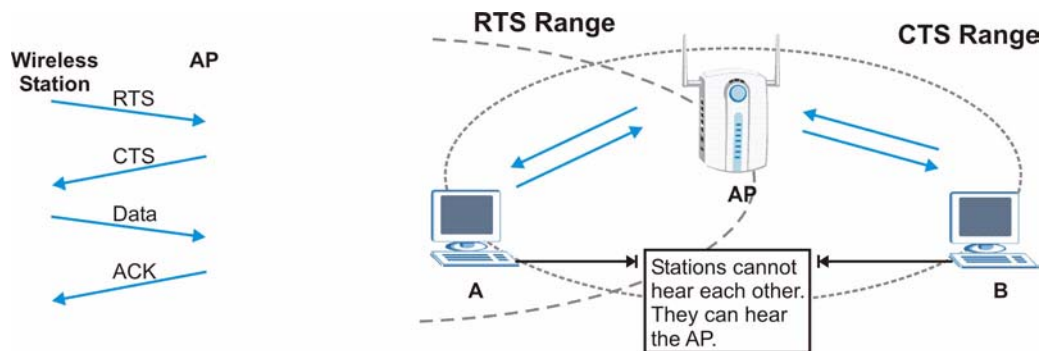 Wireless
Station
AP
RTS
CTS
Data
ACK
RTS Range
CTS Range
AP
A
B
Stations cannot
hear each other.
They can hear
the AP.